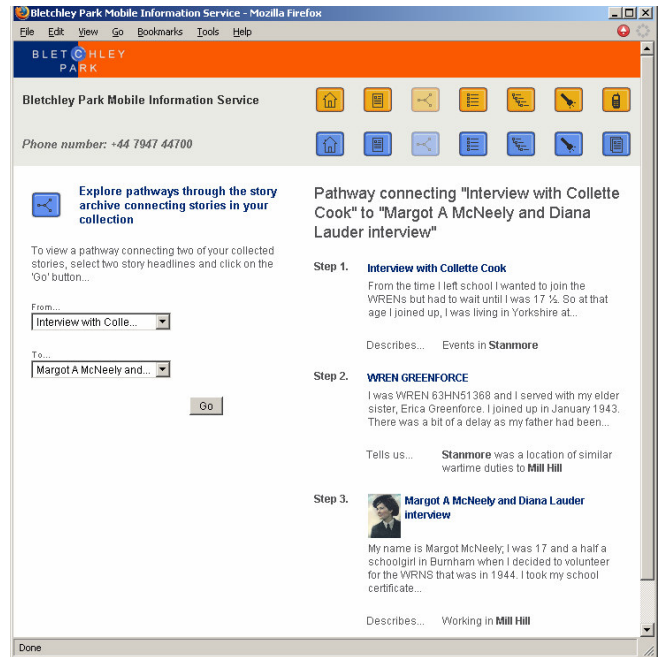 Bletchley Park Mobile Information Service - Mozilla Firefox
File Edit View Go Bookmarks Tools Help
BLETCHLEY
PARK
Bletchley Park Mobile Information Service
Phone number: +44 7947 44700
Explore pathways through the story
archive connecting stories in your
collection
To view a pathway connecting two of your collected
stories, select two story headlines and click on the
'Go' button...
From...
Interview with Colle...
To...
Margot A McNeely and...
Go
Pathway connecting "Interview with Collette
Cook" to "Margot A McNeely and Diana
Lauder interview"
Step 1. Interview with Collette Cook
From the time I left school I wanted to join the
WRENs but had to wait until I was 17 ½. So at that
age I joined up, I was living in Yorkshire at...
Describes... Events in Stanmore
Step 2. WREN GREENFORCE
I was WREN 63HN51368 and I served with my elder
sister, Erica Greenforce. I joined up in January 1943.
There was a bit of a delay as my father had been...
Tells us... Stanmore was a location of similar
wartime duties to Mill Hill
Step 3. Margot A McNeely and Diana Lauder
interview
My name is Margot McNeely; I was 17 and a half a
schoolgirl in Burnham when I decided to volunteer
for the WRNS that was in 1944. I took my school
certificate...
Describes... Working in Mill Hill
Done